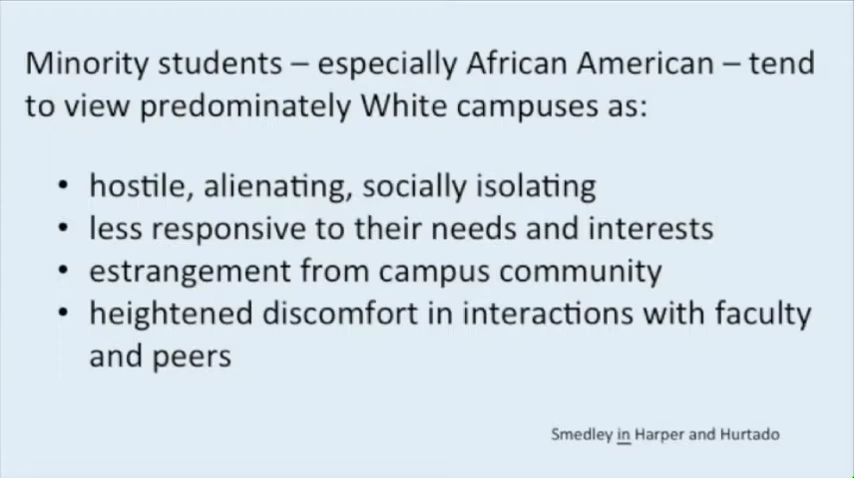 Minority students – especially African American – tend
to view predominately White campuses as:
• hostile, alienating, socially isolating
• less responsive to their needs and interests
• estrangement from campus community
• heightened discomfort in interactions with faculty
and peers
Smedley in Harper and Hurtado